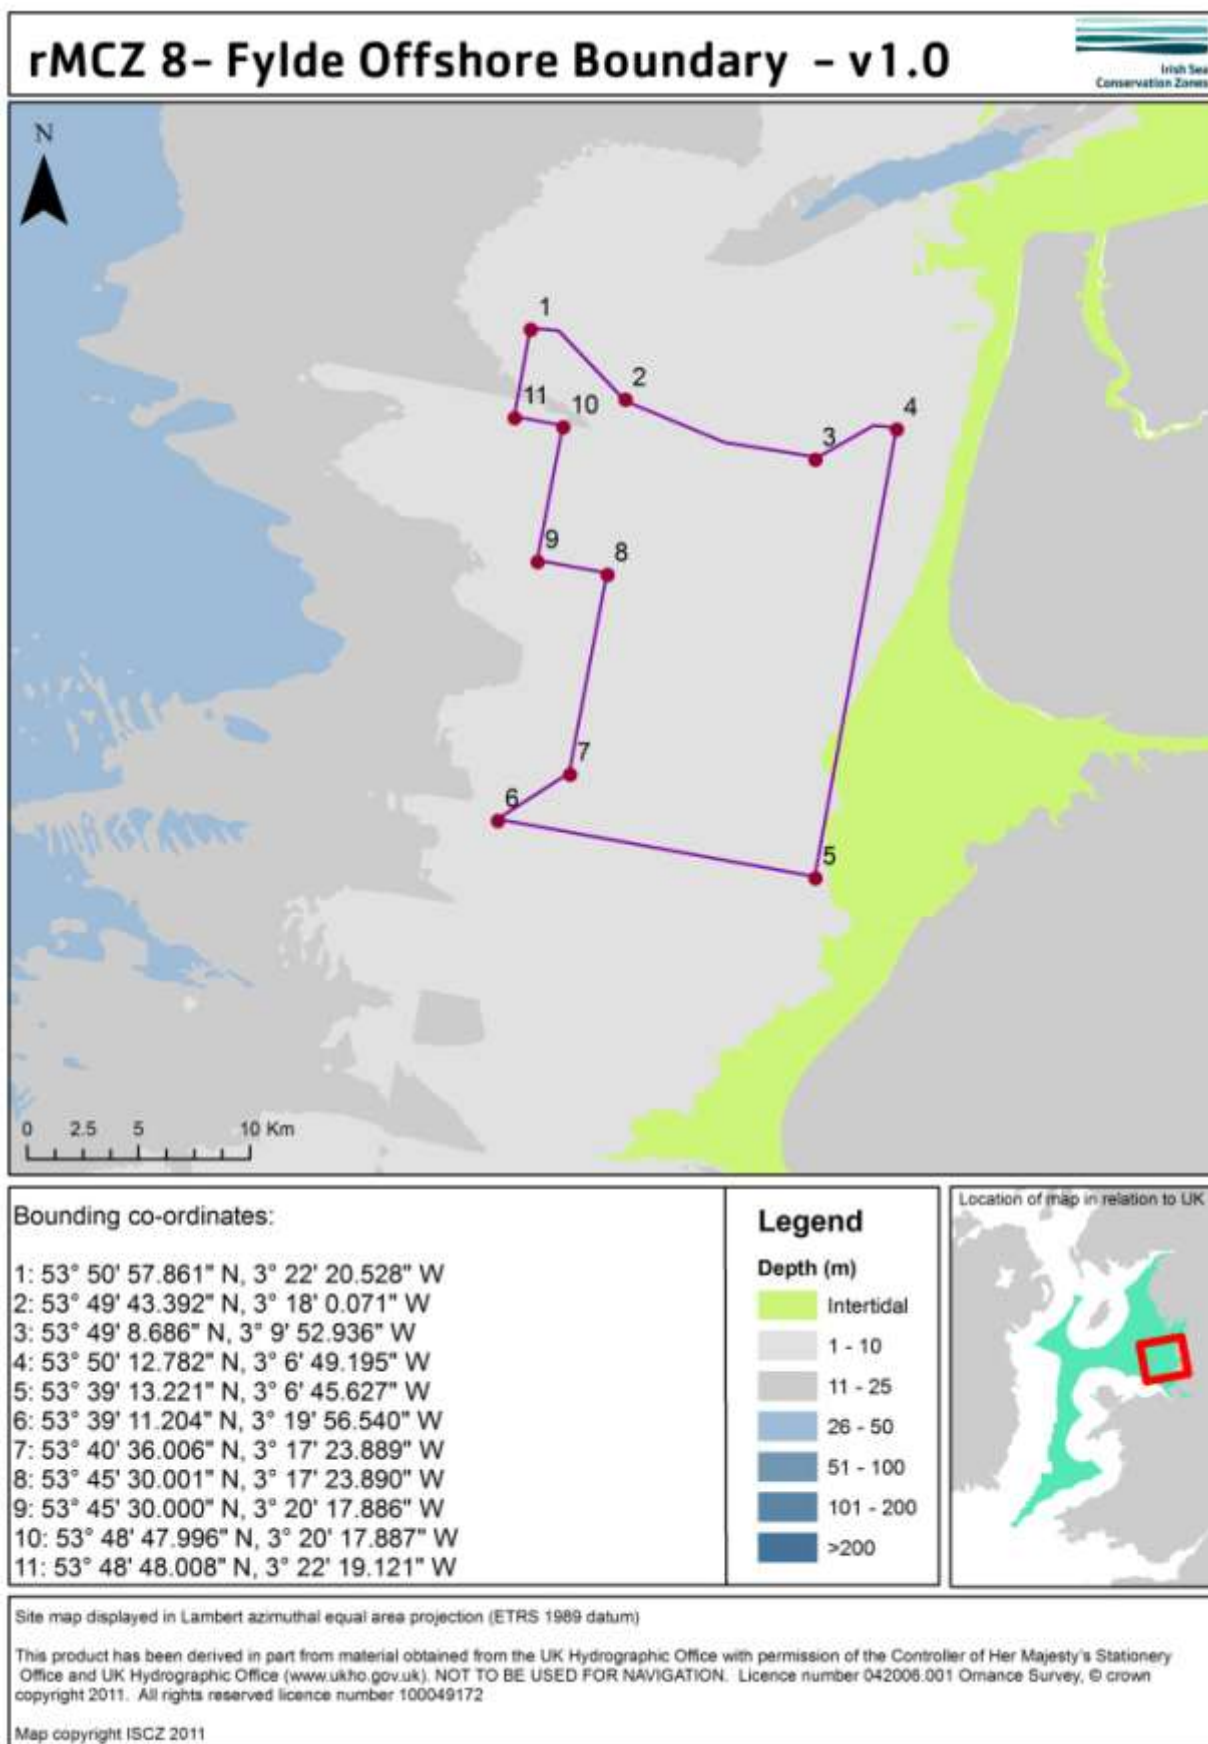 rMCZ 8- Fylde Offshore Boundary - v1.0
Irish Sea
Conservation Zones
N
1
2
3
4
11
10
9
8
7
6
5
0 2.5 5 10 Km
Bounding co-ordinates:
1: 53° 50' 57.861" N, 3° 22' 20.528" W
2: 53° 49' 43.392" N, 3° 18' 0.071" W
3: 53° 49' 8.686" N, 3° 9' 52.936" W
4: 53° 50' 12.782" N, 3° 6' 49.195" W
5: 53° 39' 13.221" N, 3° 6' 45.627" W
6: 53° 39' 11.204" N, 3° 19' 56.540" W
7: 53° 40' 36.006" N, 3° 17' 23.889" W
8: 53° 45' 30.001" N, 3° 17' 23.890" W
9: 53° 45' 30.000" N, 3° 20' 17.886" W
10: 53° 48' 47.996" N, 3° 20' 17.887" W
11: 53° 48' 48.008" N, 3° 22' 19.121" W
Legend
Depth (m)
Intertidal
1 - 10
11 - 25
26 - 50
51 - 100
101 - 200
>200
Location of map in relation to UK
Site map displayed in Lambert azimuthal equal area projection (ETRS 1989 datum)
This product has been derived in part from material obtained from the UK Hydrographic Office with permission of the Controller of Her Majesty's Stationery
Office and UK Hydrographic Office (www.ukho.gov.uk). NOT TO BE USED FOR NAVIGATION. Licence number 042006.001 Ornance Survey, © crown
copyright 2011. All rights reserved licence number 100049172
Map copyright ISCZ 2011